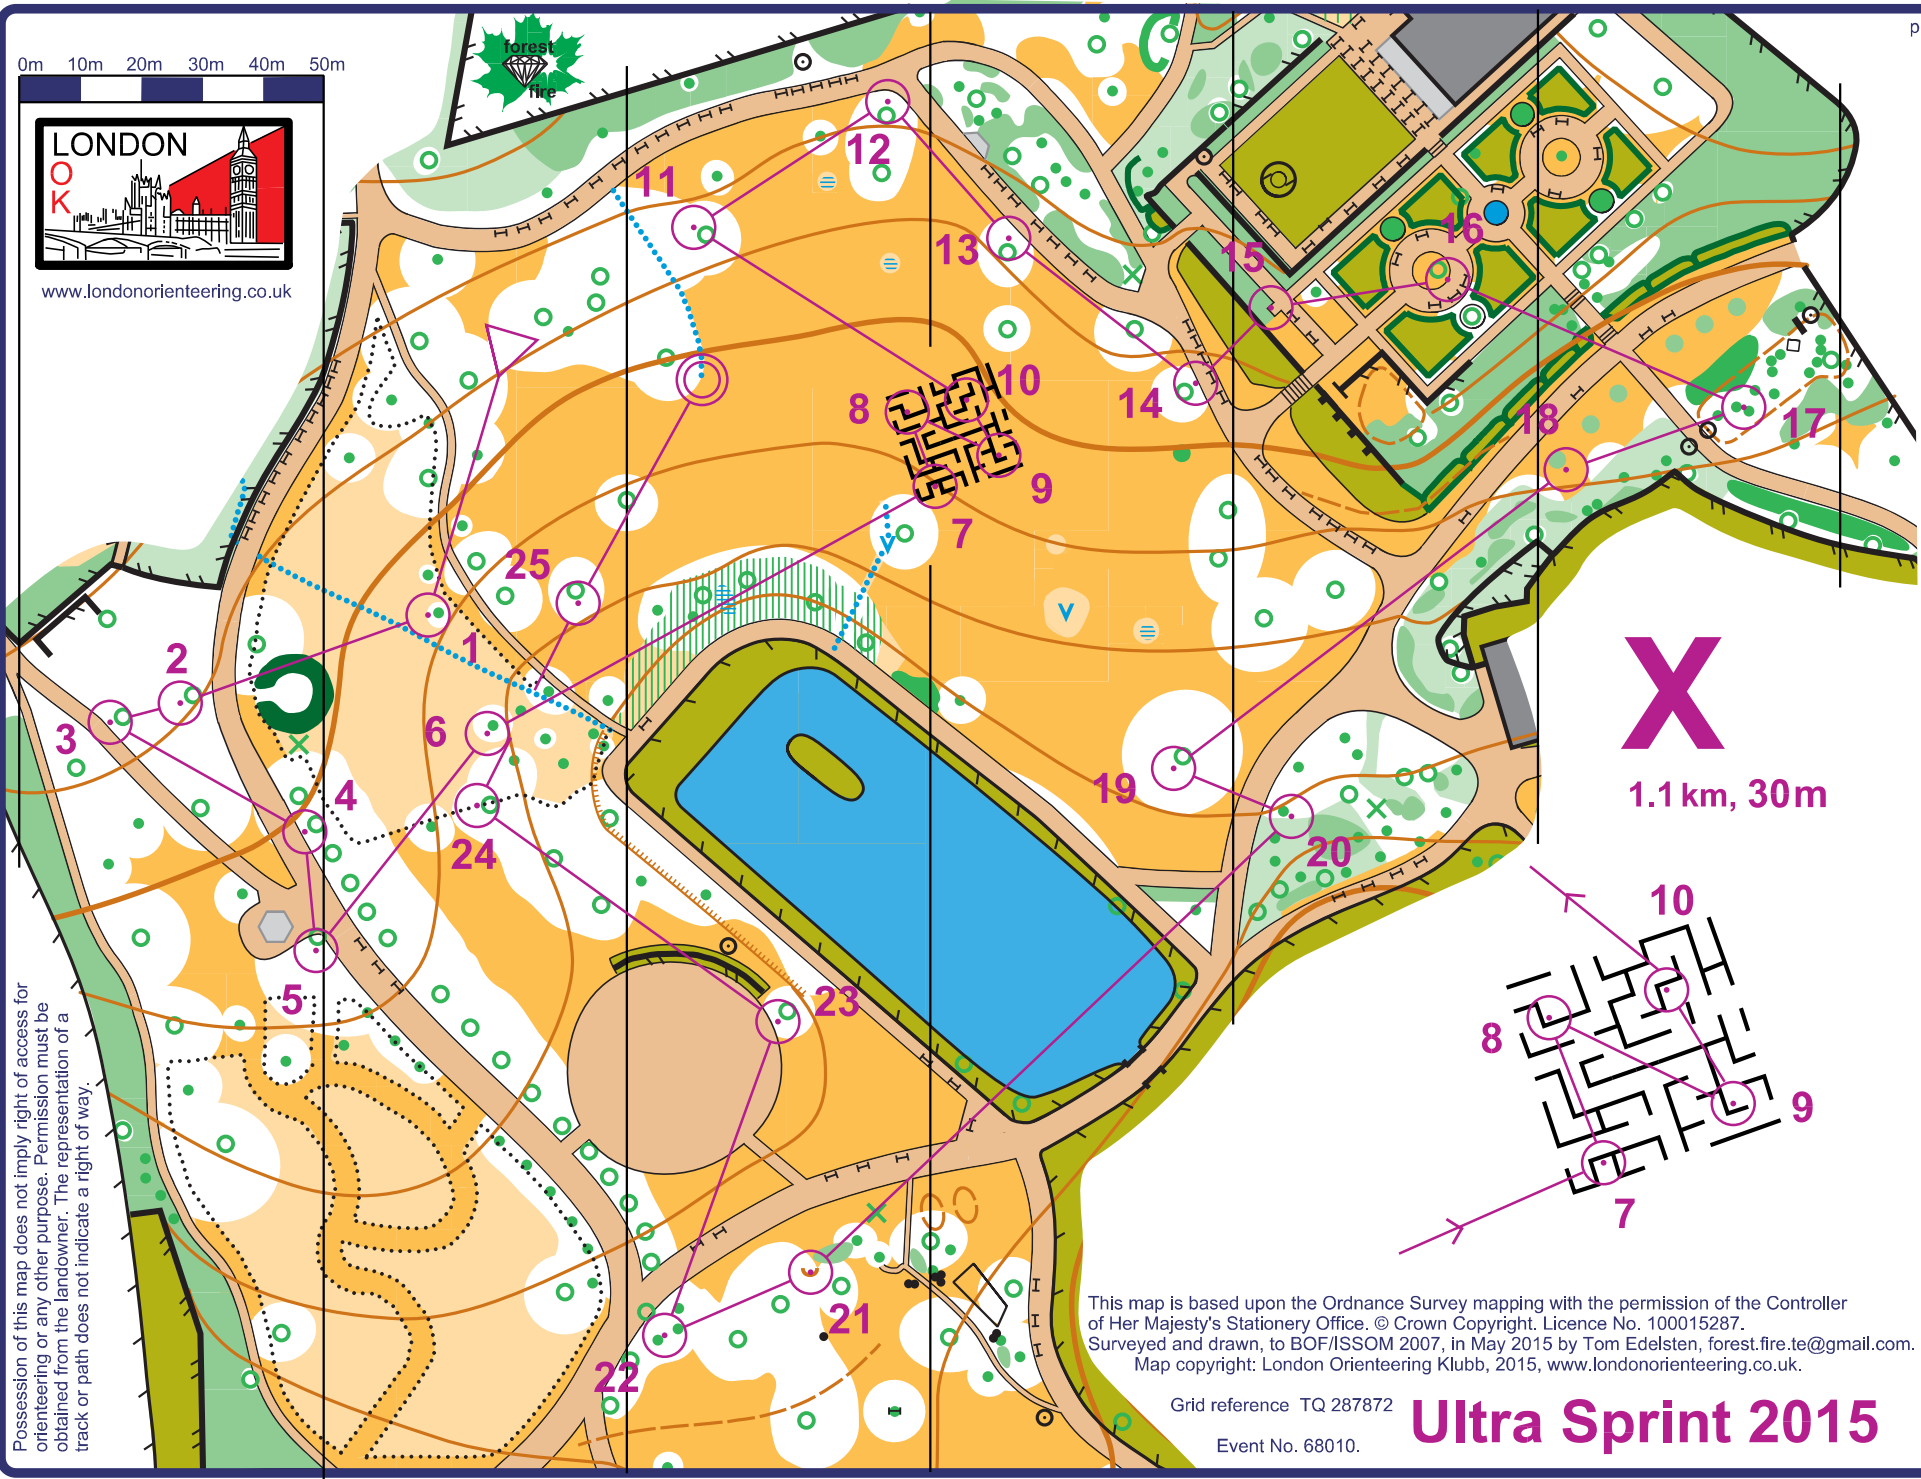 p
0m 10m 20m 30m 40m 50m
forest
fire
LONDON
O
K
www.londonorienteering.co.uk
12
11
13
15
16
10
8
14
18
17
9
7
25
1
2
6
3
4
19
24
20
5
23
21
22
X
1.1 km, 30m
10
8
9
7
Possession of this map does not imply right of access for
orienteering or any other purpose. Permission must be
obtained from the landowner. The representation of a
track or path does not indicate a right of way.
This map is based upon the Ordnance Survey mapping with the permission of the Controller
of Her Majesty's Stationery Office. © Crown Copyright. Licence No. 100015287.
Surveyed and drawn, to BOF/ISSOM 2007, in May 2015 by Tom Edelsten, forest.fire.te@gmail.com.
Map copyright: London Orienteering Klubb, 2015, www.londonorienteering.co.uk.
Grid reference TQ 287872
Event No. 68010.
Ultra Sprint 2015